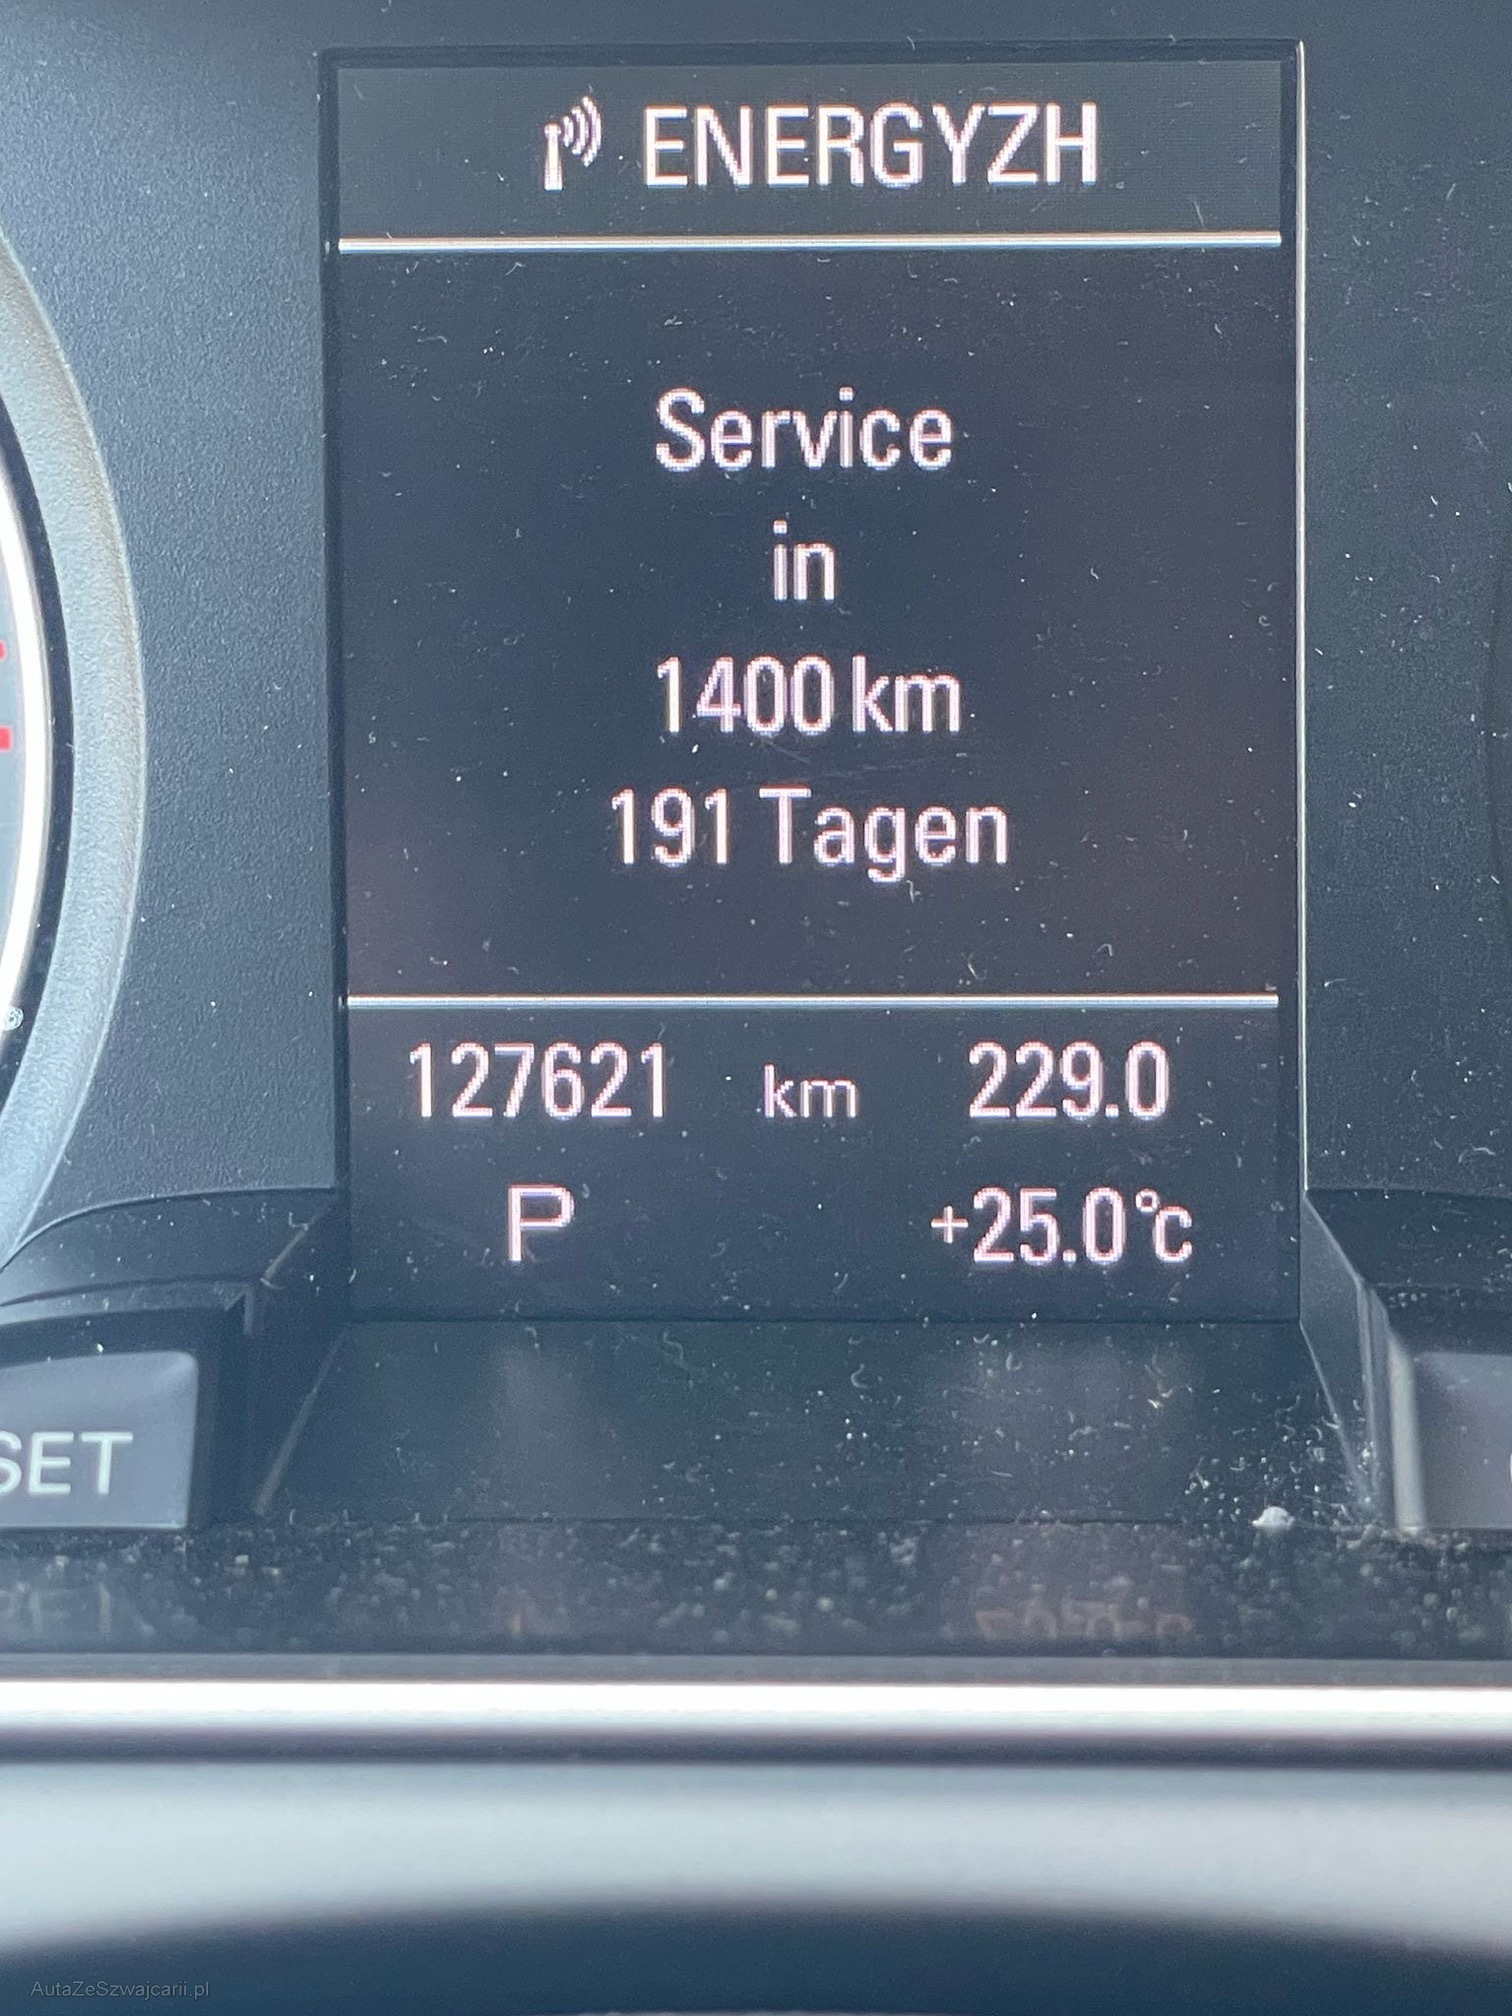 ENERGYZH
Service
in
1400 km
191 Tagen
127621 km 229.0
P +25.0°C
SET
AutaZeSzwajcarii.pl